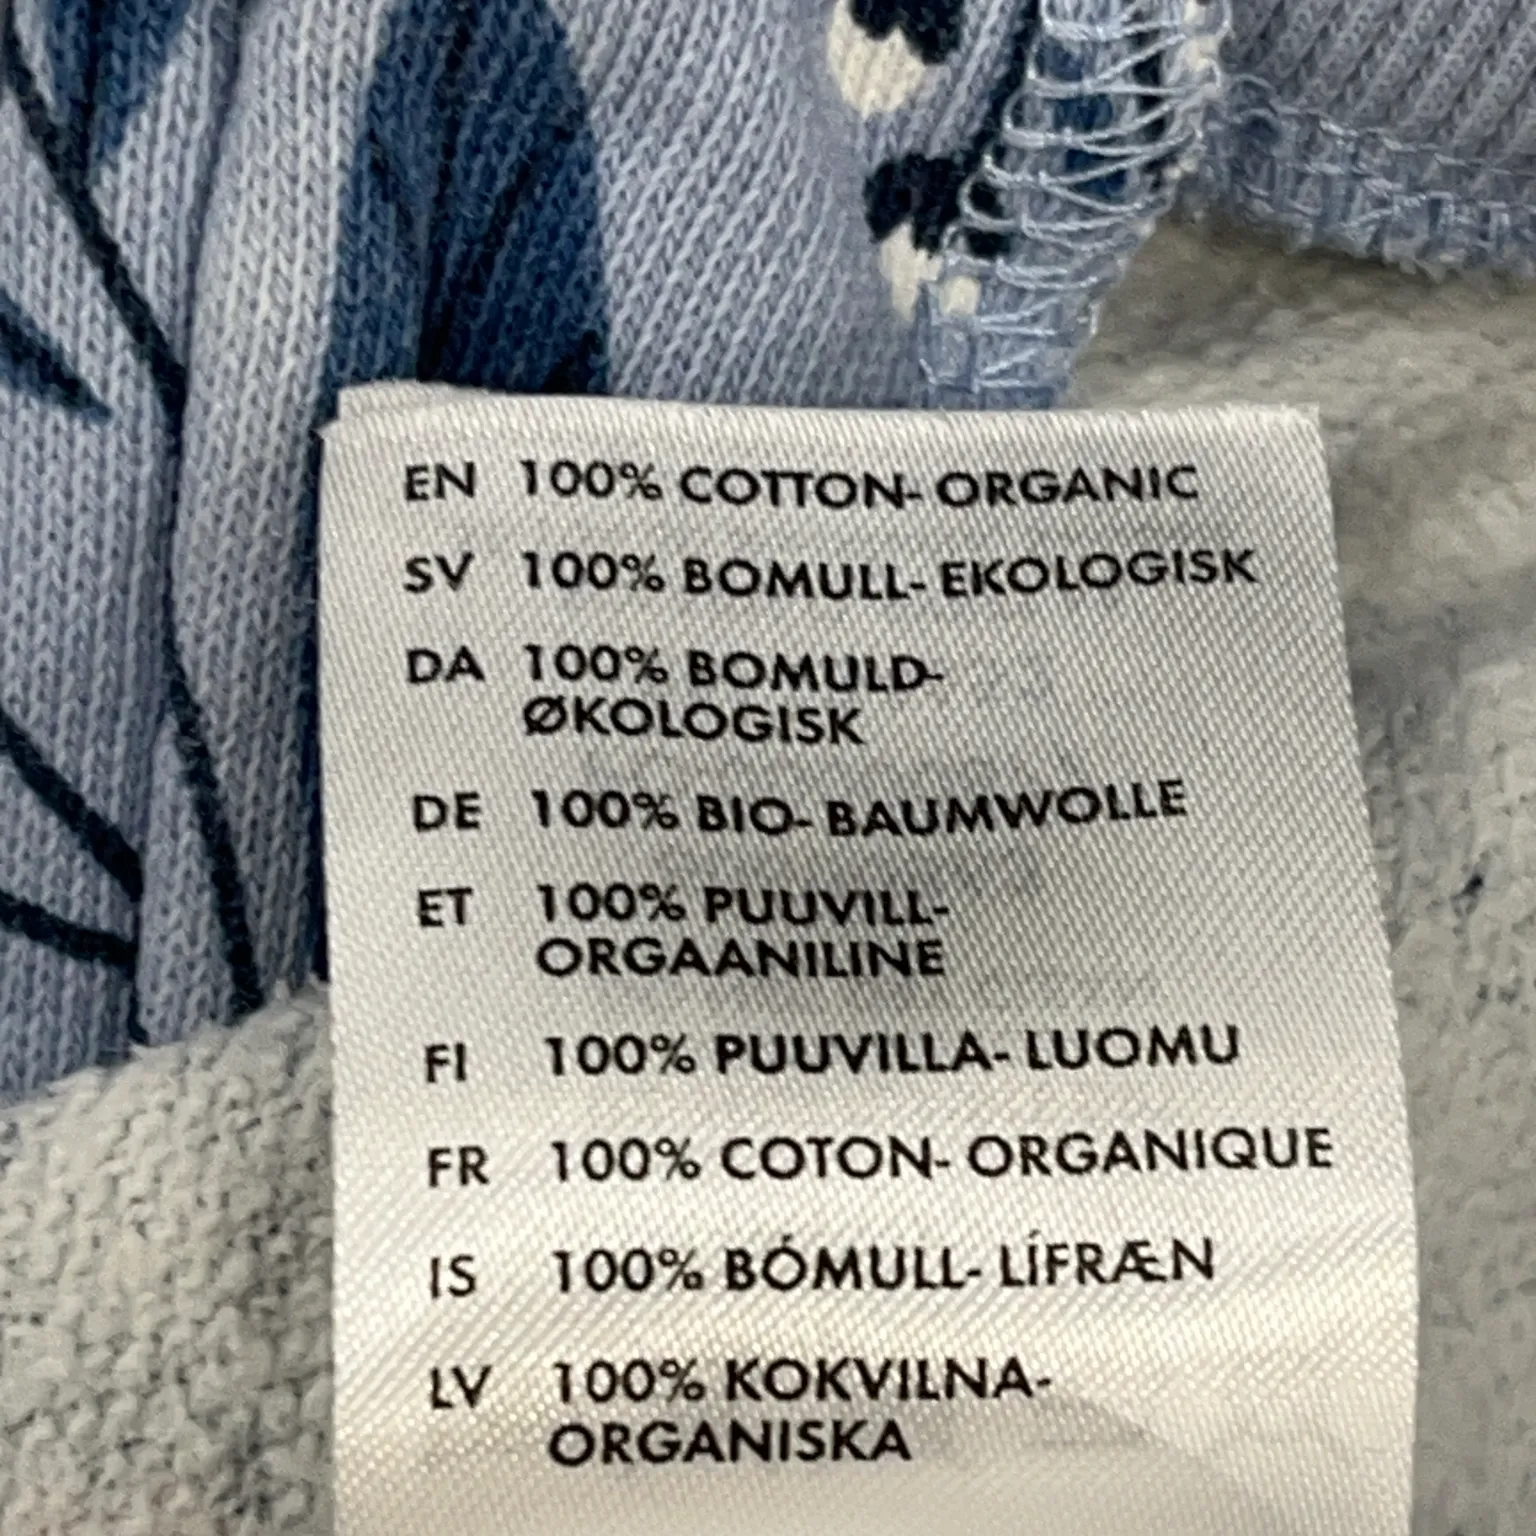 EN 100% COTTON- ORGANIC
SV 100% BOMULL- EKOLOGISK
DA 100% BOMULD-
ØKOLOGISK
DE 100% BIO- BAUMWOLLE
ET 100% PUUVILL-
ORGAANILINE
FI 100% PUUVILLA- LUOMU
FR 100% COTON- ORGANIQUE
IS 100% BÓMULL- LÍFRÆN
LV 100% KOKVILNA-
ORGANISKA